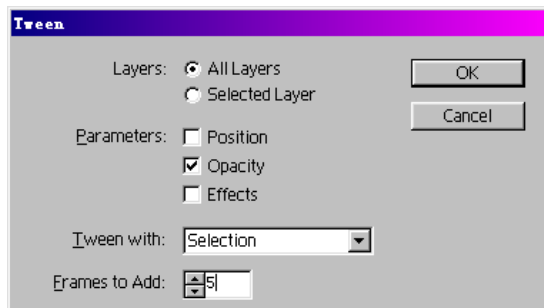 Tween
Layers: All Layers OK
Selected Layer
Cancel
Parameters: Position
Opacity
Effects
Tween with: Selection
Frames to Add: 5